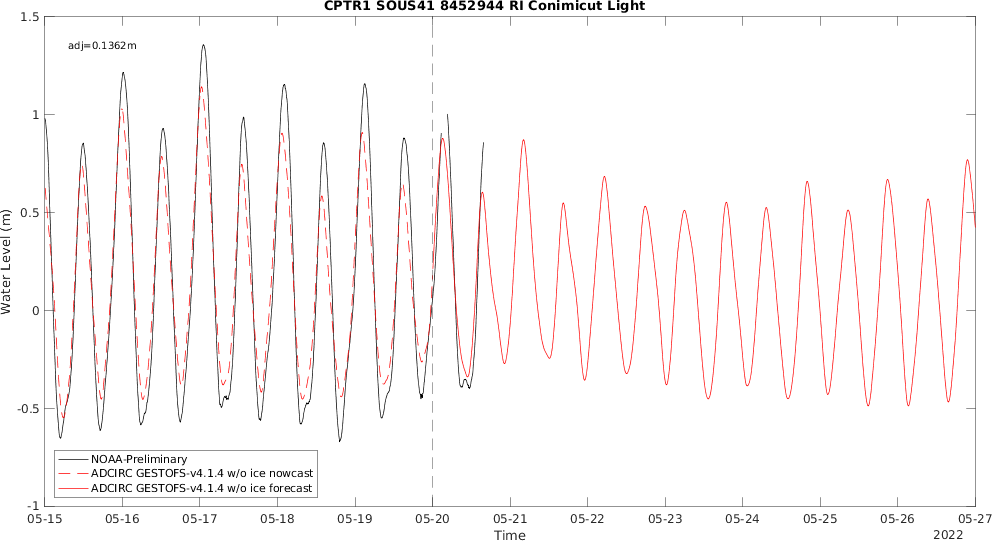 CPTR1 SOUS41 8452944 RI Conimicut Light
adj=0.1362m
1.5
1
0.5
0
-0.5
-1
Water Level (m)
NOAA-Preliminary
ADCIRC GESTOFS-v4.1.4 w/o ice nowcast
ADCIRC GESTOFS-v4.1.4 w/o ice forecast
05-15 05-16 05-17 05-18 05-19 05-20 05-21 05-22 05-23 05-24 05-25 05-26 05-27
Time
2022